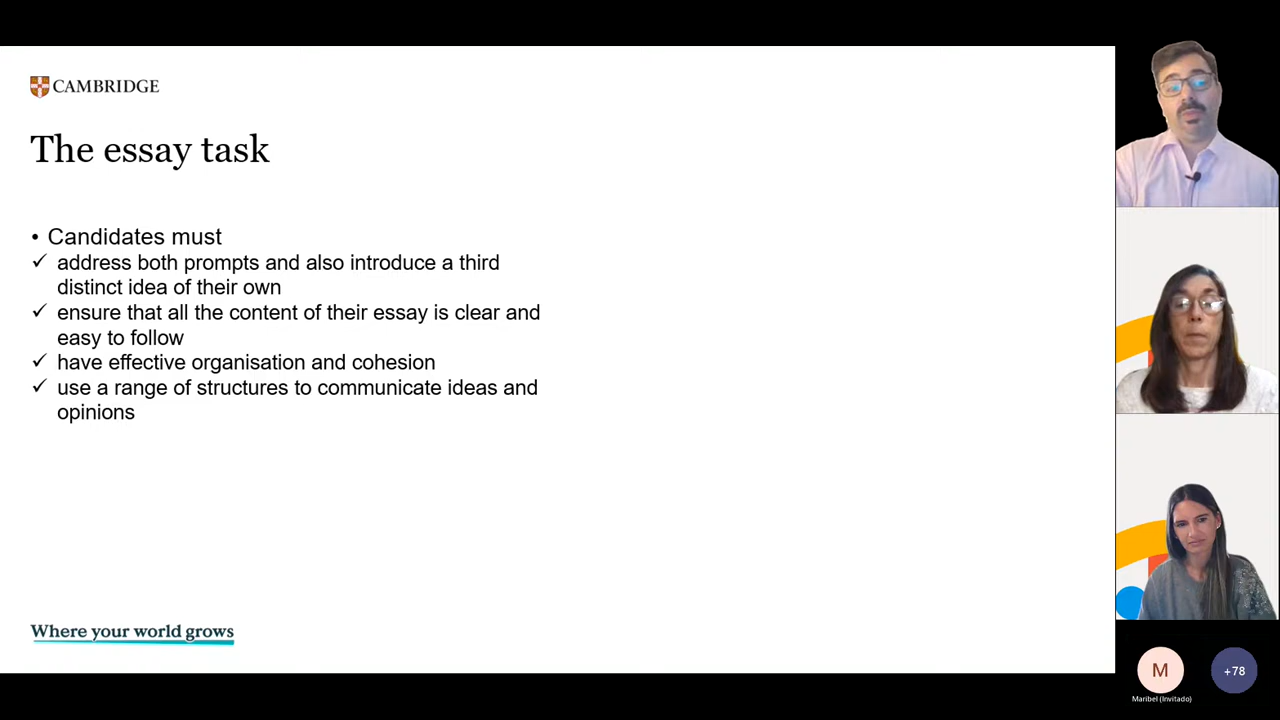 CAMBRIDGE
The essay task
• Candidates must
✓ address both prompts and also introduce a third
distinct idea of their own
✓ ensure that all the content of their essay is clear and
easy to follow
✓ have effective organisation and cohesion
✓ use a range of structures to communicate ideas and
opinions
Where your world grows
M
+78
Maribel (Invitado)